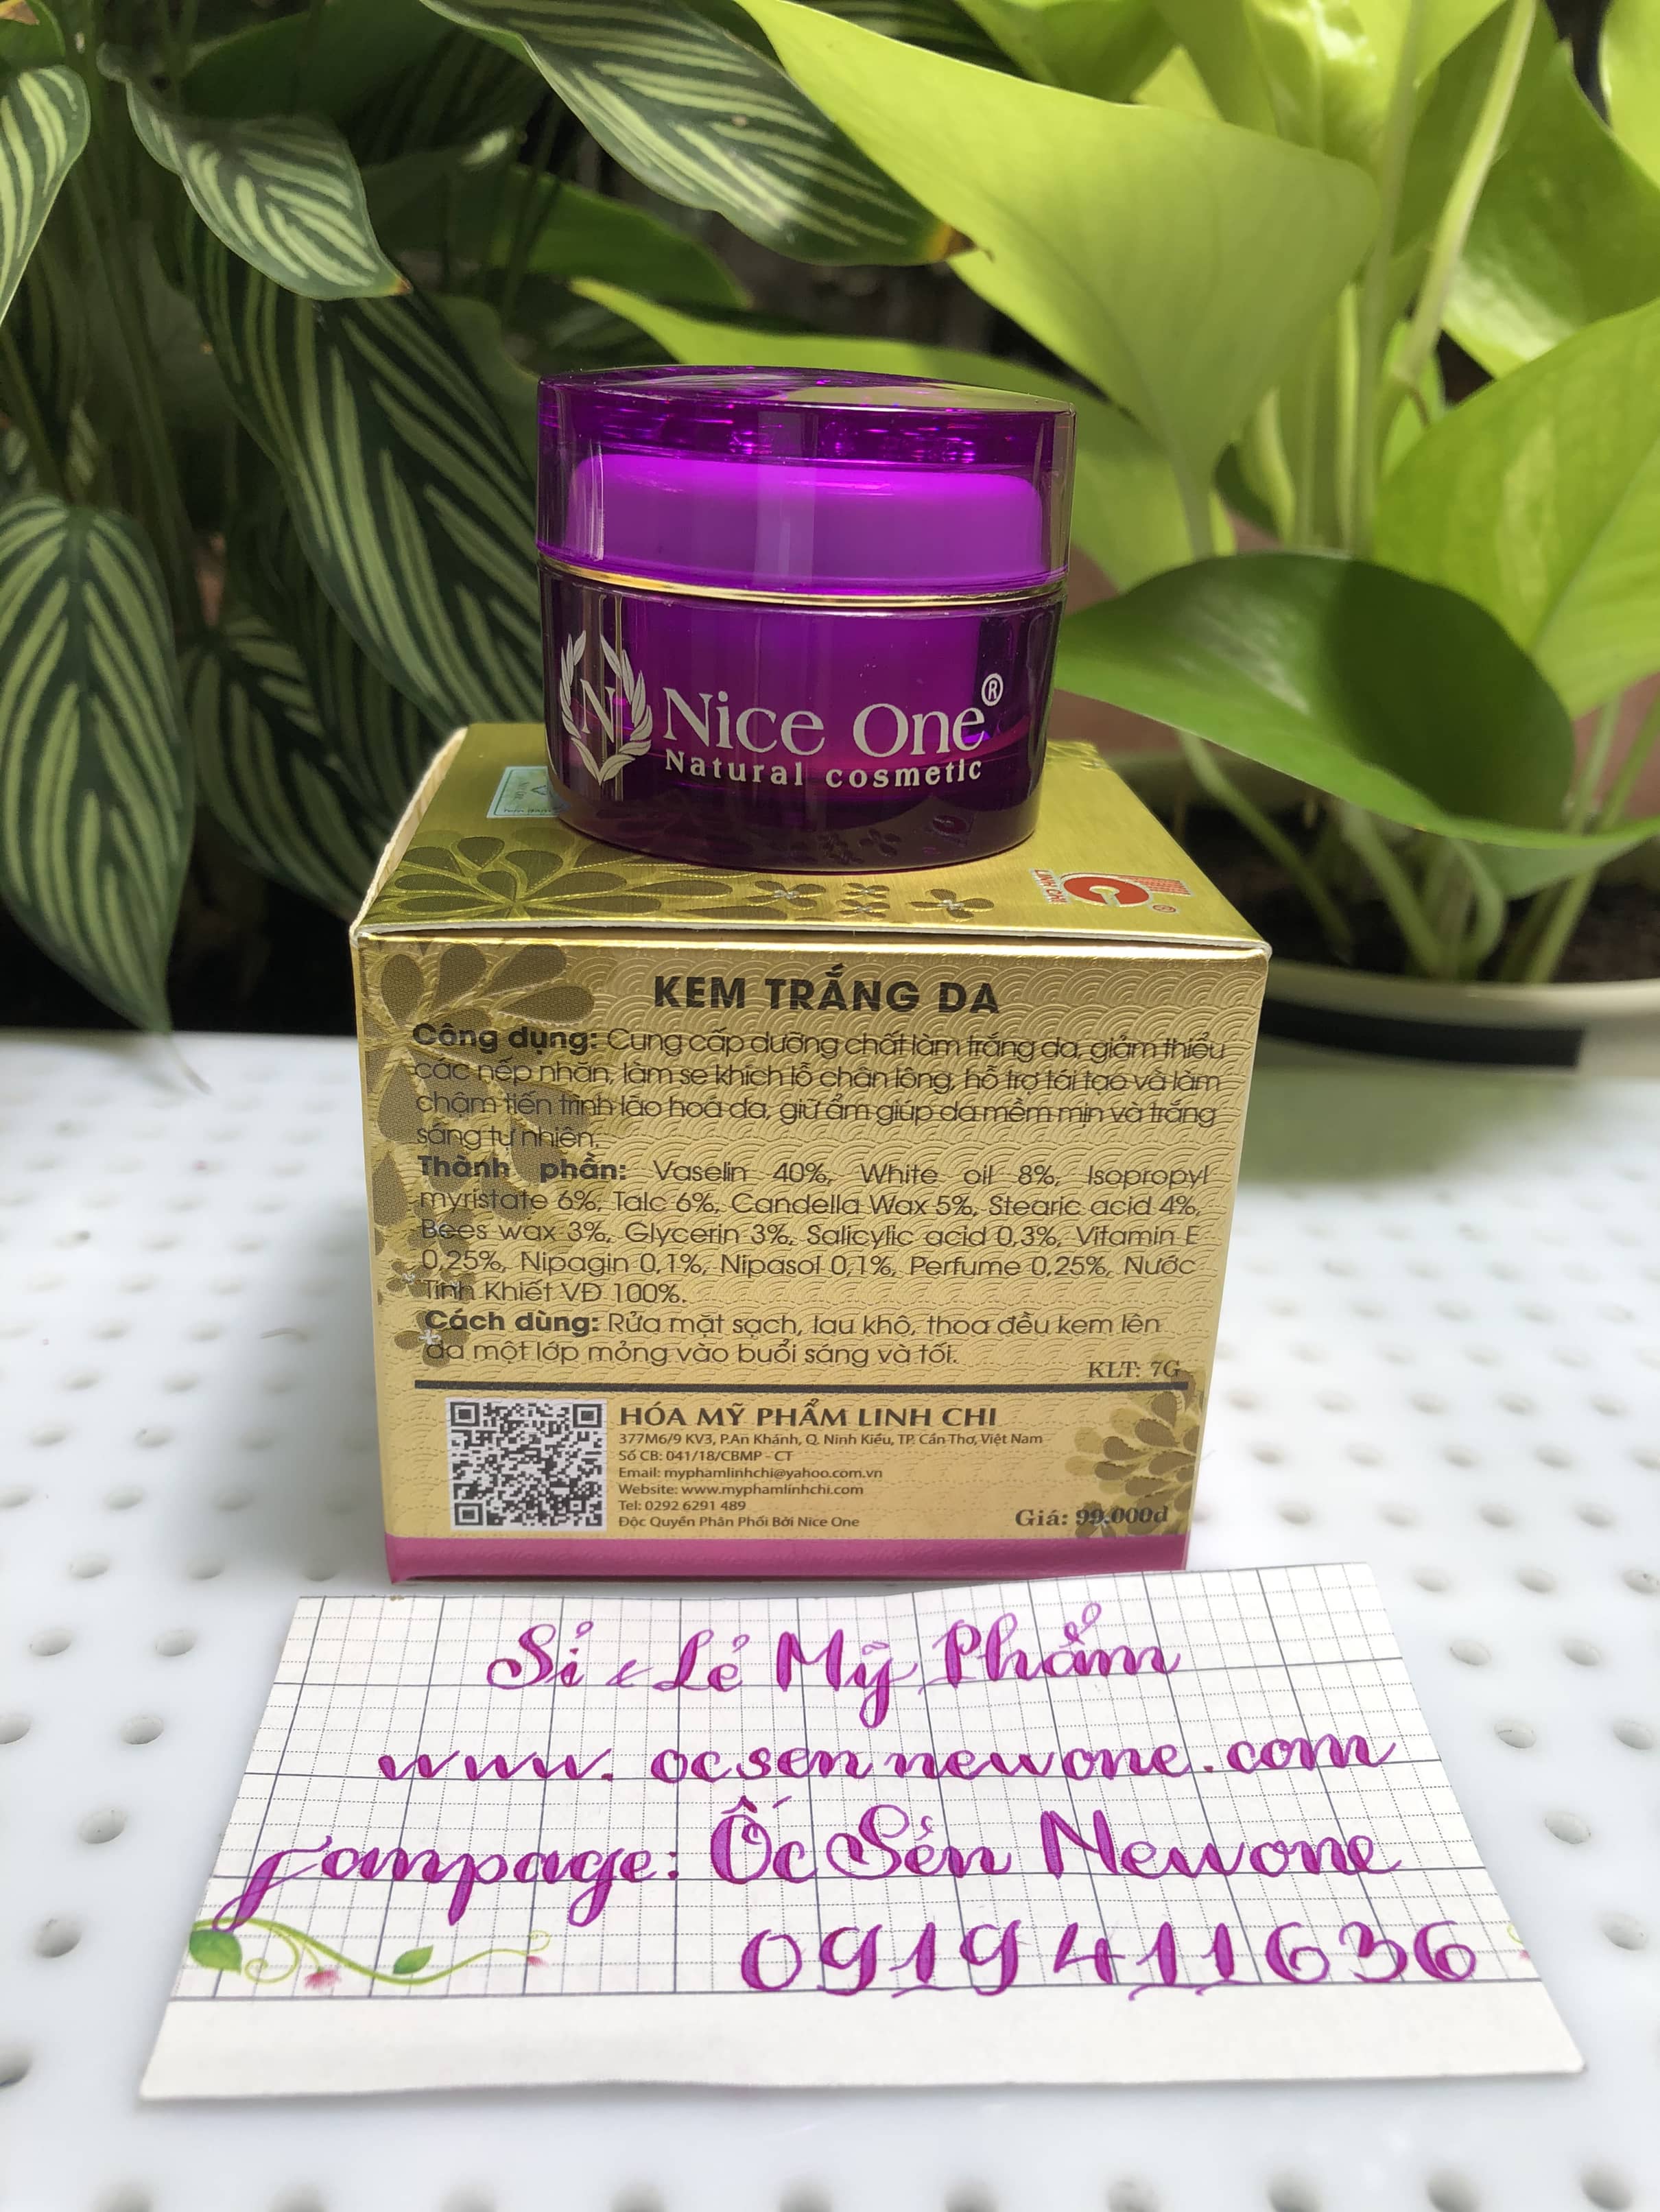 N
Nice One®
Natural cosmetic
LINH CHI ®
KEM TRẮNG DA
Công dụng: Cung cấp dưỡng chất làm trắng da, giảm thiểu
các nếp nhăn, làm se khích lỗ chân lông, hỗ trợ tái tạo và làm
chậm tiến trình lão hoá da, giữ ẩm giúp da mềm mịn và trắng
sáng tự nhiên.
Thành phần: Vaselin 40%, White oil 8%, Isopropyl
myristate 6%, Talc 6%, Candella Wax 5%, Stearic acid 4%,
Bees wax 3%, Glycerin 3%, Salicylic acid 0,3%, Vitamin E
0,25%, Nipagin 0,1%, Nipasol 0,1%, Perfume 0,25%, Nước
Tinh Khiết VĐ 100%.
Cách dùng: Rửa mặt sạch, lau khô, thoa đều kem lên
da một lớp mỏng vào buổi sáng và tối.
KLT: 7G
HÓA MỸ PHẨM LINH CHI
377M6/9 KV3, P.An Khánh, Q. Ninh Kiều, TP. Cần Thơ, Việt Nam
Số CB: 041/18/CBMP - CT
Email: myphamlinhchi@yahoo.com.vn
Website: www.myphamlinhchi.com
Tel: 0292 6291 489
Độc Quyền Phân Phối Bởi Nice One
Giá: 99.000đ
Sỉ & Lẻ Mỹ Phẩm
www.ocsennewone.com
fanpage: Ốc Sên Newone
0919411636